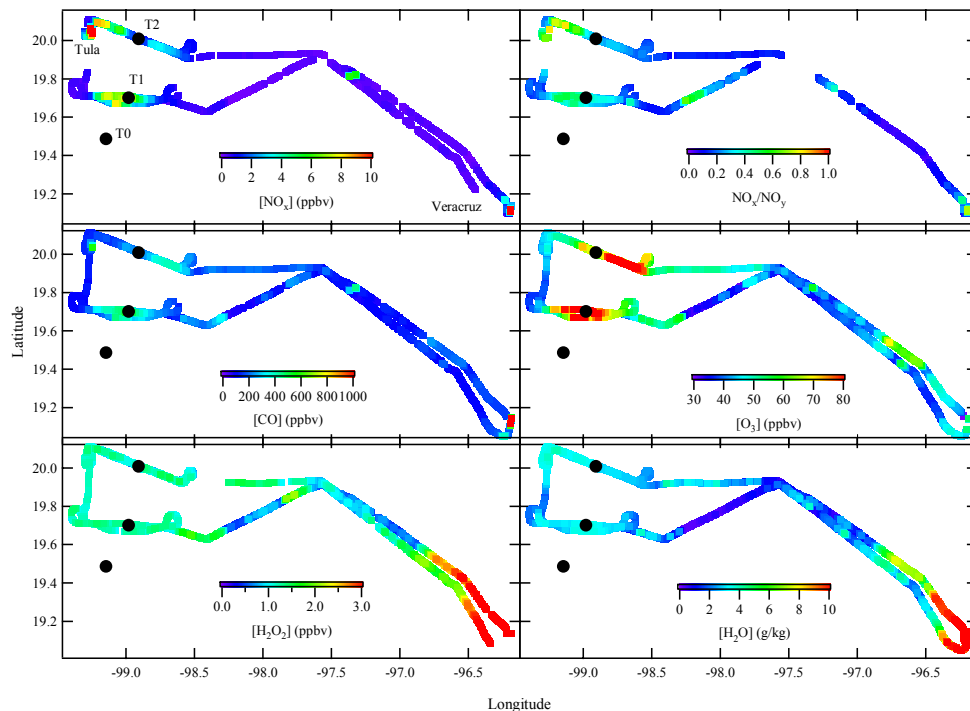 20.0
19.8
19.6
19.4
19.2
T2
Tula
T1
T0
0 2 4 6 8 10
[NOx] (ppbv)
Veracruz
0.0 0.2 0.4 0.6 0.8 1.0
NOx/NOy
20.0
19.8
19.6
19.4
19.2
Latitude
0 200 400 600 800 1000
[CO] (ppbv)
30 40 50 60 70 80
[O3] (ppbv)
20.0
19.8
19.6
19.4
19.2
0.0 1.0 2.0 3.0
[H2O2] (ppbv)
0 2 4 6 8 10
[H2O] (g/kg)
-99.0 -98.5 -98.0 -97.5 -97.0 -96.5
-99.0 -98.5 -98.0 -97.5 -97.0 -96.5
Longitude